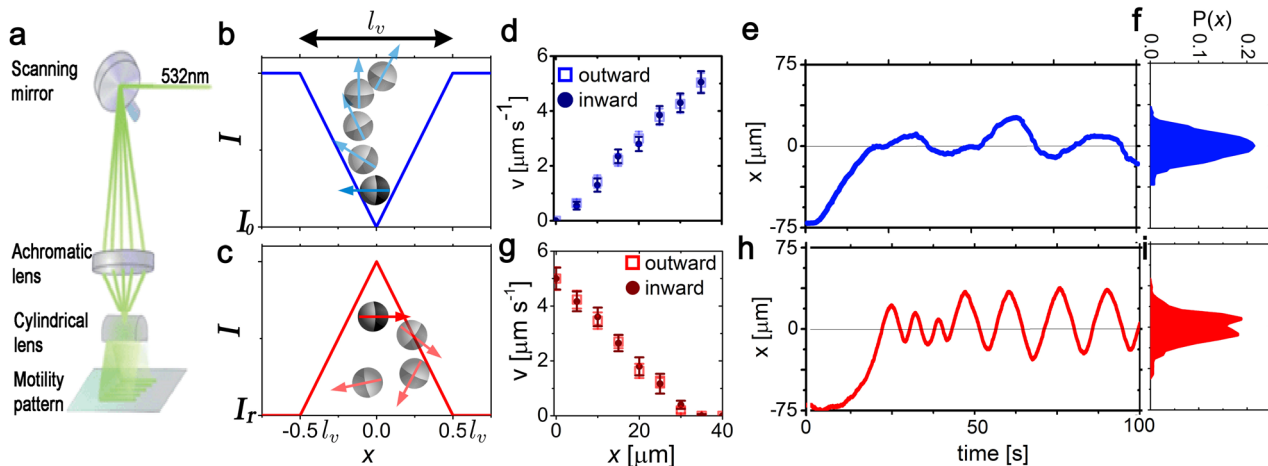 a
Scanning
mirror
532nm
Achromatic
lens
Cylindrical
lens
Motility
pattern
b
l_v
I
I_0
c
I
I_r
-0.5 l_v 0.0 0.5 l_v
x
d
6
4
2
0
v [µm s⁻¹]
outward
inward
g
6
4
2
0
v [µm s⁻¹]
outward
inward
0 20 40
x [µm]
e
75
0
-75
x [µm]
f
P(x)
0.0 0.1 0.2
h
75
0
-75
x [µm]
0 50 100
time [s]
i